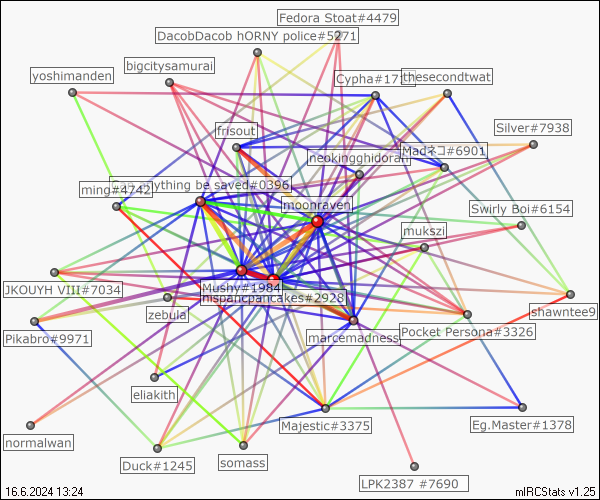 Fedora Stoat#4479
DacobDacob hORNY police#5271
bigcitysamurai
yoshimanden
Cypha#171
thesecondtwat
Silver#7938
frisout
Madネコ#6901
neokingghidorah
ything be saved#0396
ming#4742
moonraven
Swirly Boi#6154
mukszi
JKOUYH VIII#7034
Mushy#1984
hispanicpancakes#2928
zebula
shawntee9
Pikabro#9971
marcemadness
Pocket Persona#3326
eliakith
Majestic#3375
Eg.Master#1378
normalwan
Duck#1245
somass
LPK2387 #7690
16.6.2024 13:24
mIRCStats v1.25